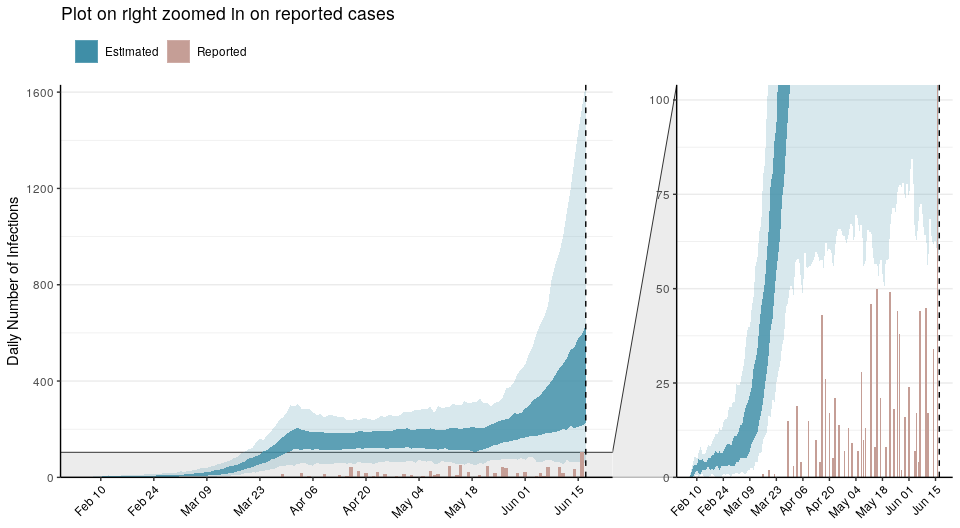 Plot on right zoomed in on reported cases
Estimated Reported
Daily Number of Infections
1600
1200
800
400
0
Feb 10 Feb 24 Mar 09 Mar 23 Apr 06 Apr 20 May 04 May 18 Jun 01 Jun 15
100
75
50
25
0
Feb 10 Feb 24 Mar 09 Mar 23 Apr 06 Apr 20 May 04 May 18 Jun 01 Jun 15